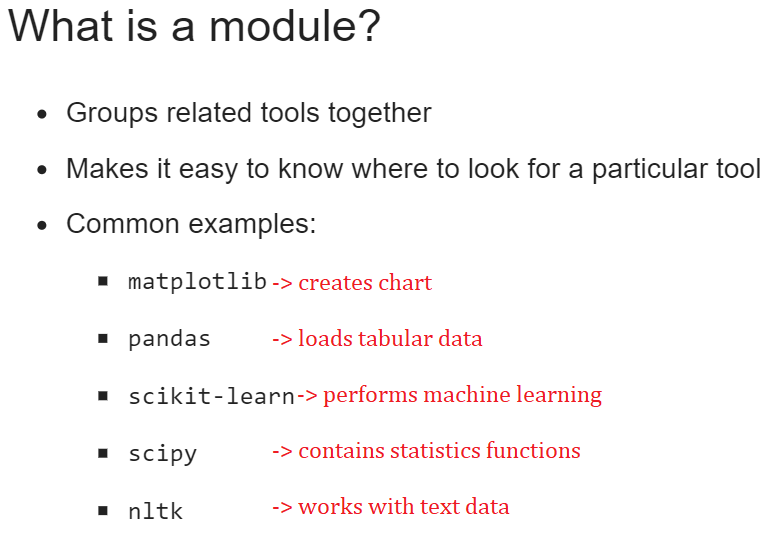 What is a module?
Groups related tools together
Makes it easy to know where to look for a particular tool
Common examples:
matplotlib -> creates chart
pandas -> loads tabular data
scikit-learn-> performs machine learning
scipy -> contains statistics functions
nltk -> works with text data